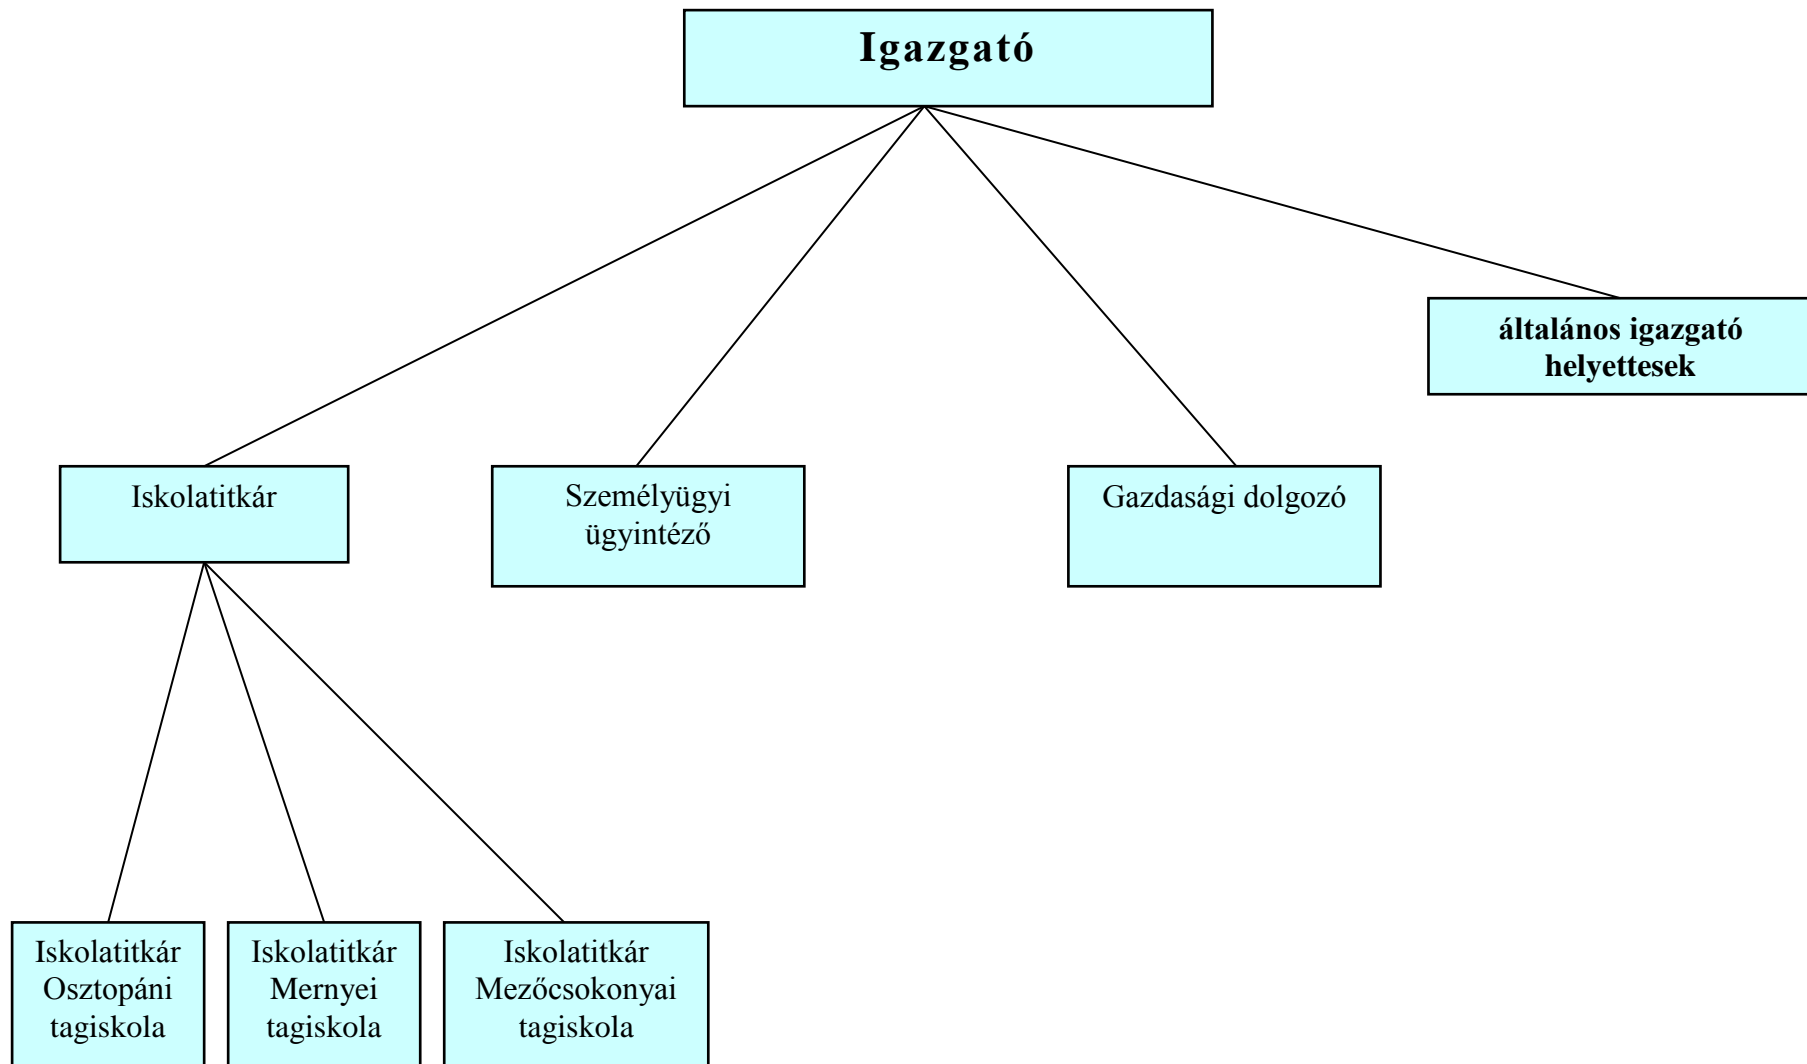 Igazgató
általános igazgató
helyettesek
Iskolatitkár
Személyügyi
ügyintéző
Gazdasági dolgozó
Iskolatitkár
Osztopáni
tagiskola
Iskolatitkár
Mernyei
tagiskola
Iskolatitkár
Mezőcsokonyai
tagiskola